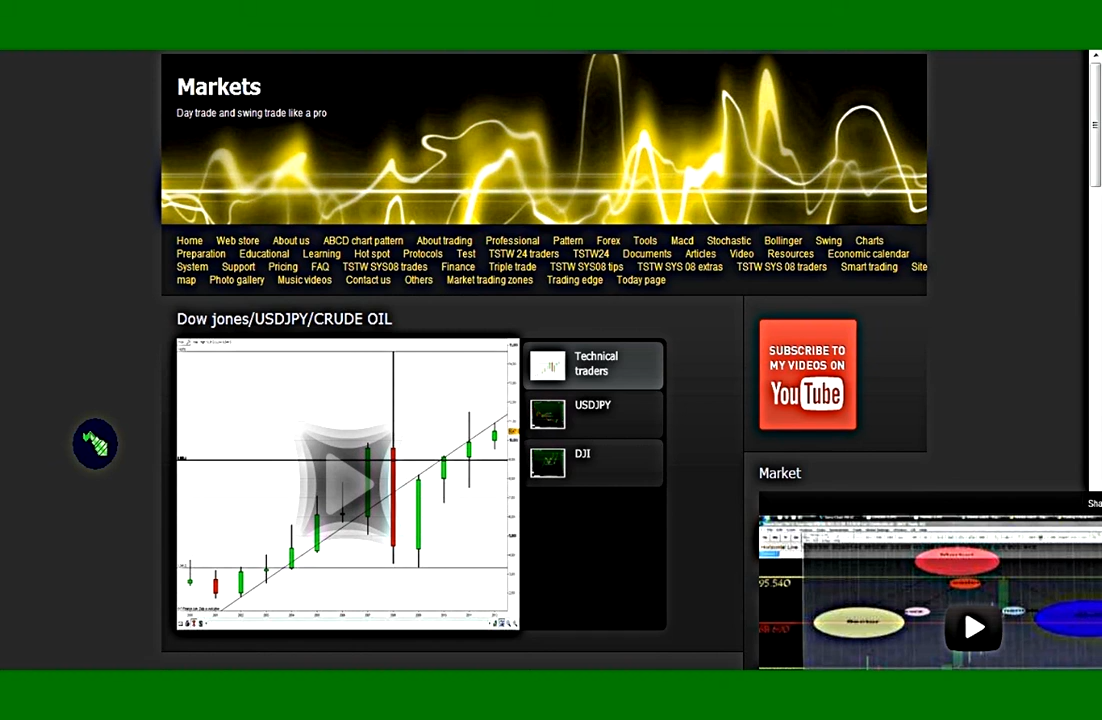 Markets
Day trade and swing trade like a pro
Home Web store About us ABCD chart pattern About trading Professional Pattern Forex Tools Macd Stochastic Bollinger Swing Charts
Preparation Educational Learning Hot spot Protocols Test TSTW 24 traders TSTW24 Documents Articles Video Resources Economic calendar
System Support Pricing FAQ TSTW SYS08 trades Finance Triple trade TSTW SYS08 tips TSTW SYS 08 extras TSTW SYS 08 traders Smart trading Site
map Photo gallery Music videos Contact us Others Market trading zones Trading edge Today page
Dow jones/USDJPY/CRUDE OIL
Technical
traders
USDJPY
DJI
SUBSCRIBE TO
MY VIDEOS ON
YouTube
Market
Sha
95.540